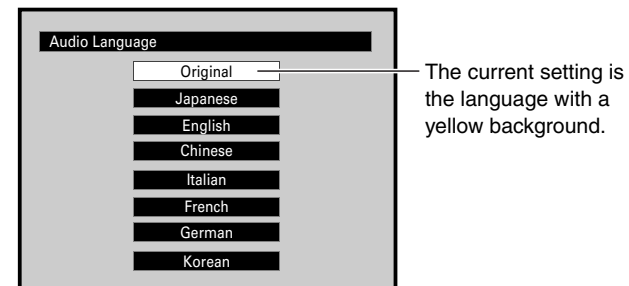 Audio Language
Original
Japanese
English
Chinese
Italian
French
German
Korean
The current setting is
the language with a
yellow background.